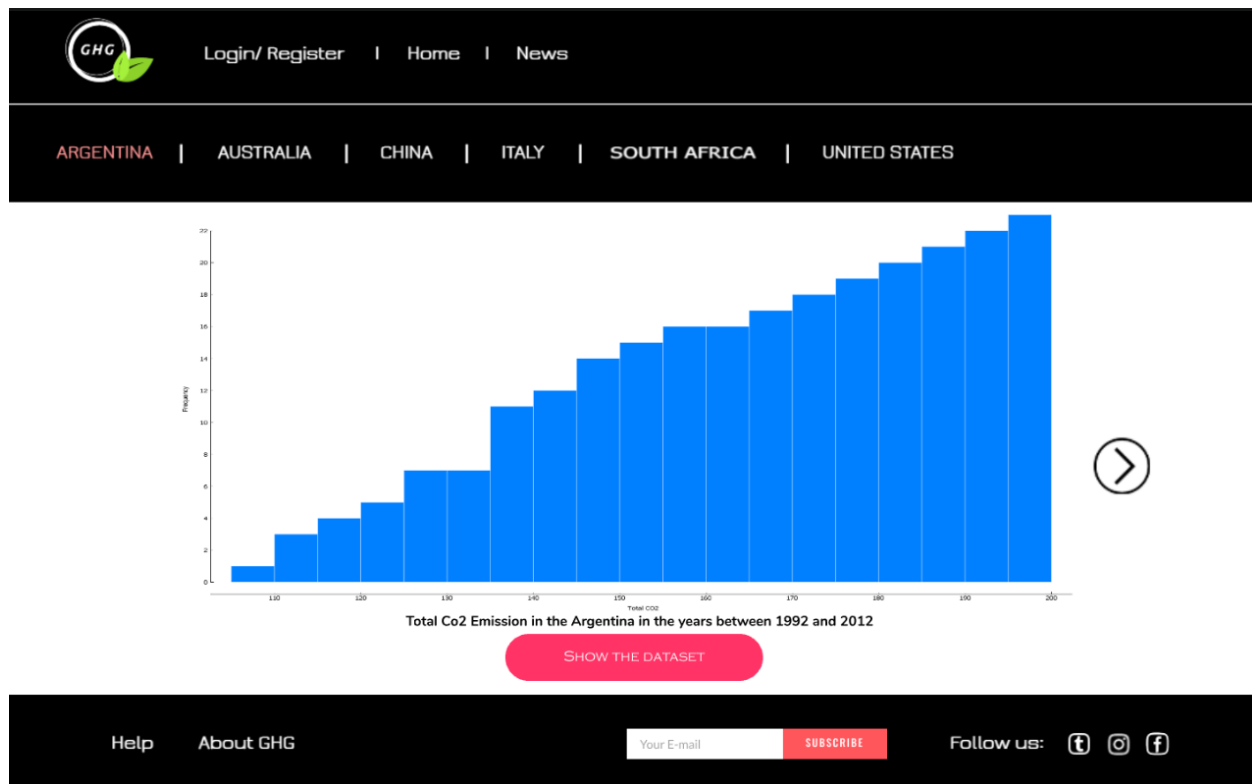 GHG
Login/ Register | Home | News
ARGENTINA | AUSTRALIA | CHINA | ITALY | SOUTH AFRICA | UNITED STATES
22
20
18
16
14
12
10
8
6
4
2
0
Frequency
110 120 130 140 150 160 170 180 190 200
Total CO2
Total Co2 Emission in the Argentina in the years between 1992 and 2012
SHOW THE DATASET
Help About GHG Your E-mail SUBSCRIBE Follow us: t f